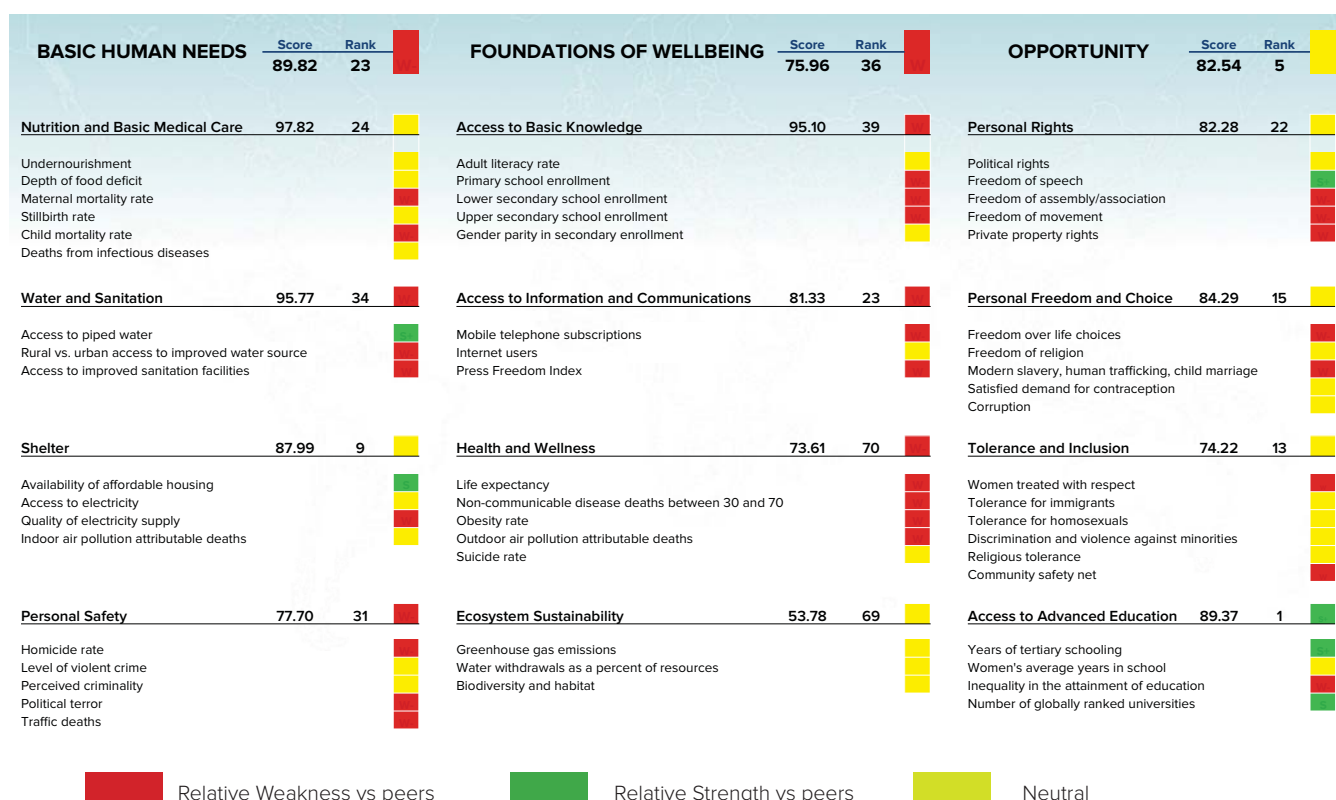 BASIC HUMAN NEEDS Score Rank
89.82 23
Nutrition and Basic Medical Care 97.82 24
Undernourishment
Depth of food deficit
Maternal mortality rate
Stillbirth rate
Child mortality rate
Deaths from infectious diseases
Water and Sanitation 95.77 34
Access to piped water
Rural vs. urban access to improved water source
Access to improved sanitation facilities
Shelter 87.99 9
Availability of affordable housing
Access to electricity
Quality of electricity supply
Indoor air pollution attributable deaths
Personal Safety 77.70 31
Homicide rate
Level of violent crime
Perceived criminality
Political terror
Traffic deaths
FOUNDATIONS OF WELLBEING Score Rank
75.96 36
Access to Basic Knowledge 95.10 39
Adult literacy rate
Primary school enrollment
Lower secondary school enrollment
Upper secondary school enrollment
Gender parity in secondary enrollment
Access to Information and Communications 81.33 23
Mobile telephone subscriptions
Internet users
Press Freedom Index
Health and Wellness 73.61 70
Life expectancy
Non-communicable disease deaths between 30 and 70
Obesity rate
Outdoor air pollution attributable deaths
Suicide rate
Ecosystem Sustainability 53.78 69
Greenhouse gas emissions
Water withdrawals as a percent of resources
Biodiversity and habitat
OPPORTUNITY Score Rank
82.54 5
Personal Rights 82.28 22
Political rights
Freedom of speech
Freedom of assembly/association
Freedom of movement
Private property rights
Personal Freedom and Choice 84.29 15
Freedom over life choices
Freedom of religion
Modern slavery, human trafficking, child marriage
Satisfied demand for contraception
Corruption
Tolerance and Inclusion 74.22 13
Women treated with respect
Tolerance for immigrants
Tolerance for homosexuals
Discrimination and violence against minorities
Religious tolerance
Community safety net
Access to Advanced Education 89.37 1
Years of tertiary schooling
Women's average years in school
Inequality in the attainment of education
Number of globally ranked universities
Relative Weakness vs peers
Relative Strength vs peers
Neutral